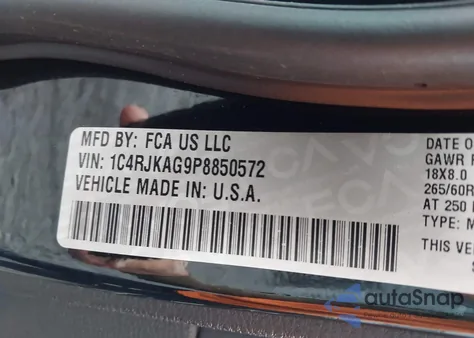 MFD BY: FCA US LLC
VIN: 1C4RJKAG9P8850572
VEHICLE MADE IN: U.S.A.
DATE O
GAWR F
18X8.0
265/60R
AT 250
TYPE: M
THIS VE
autoSnap